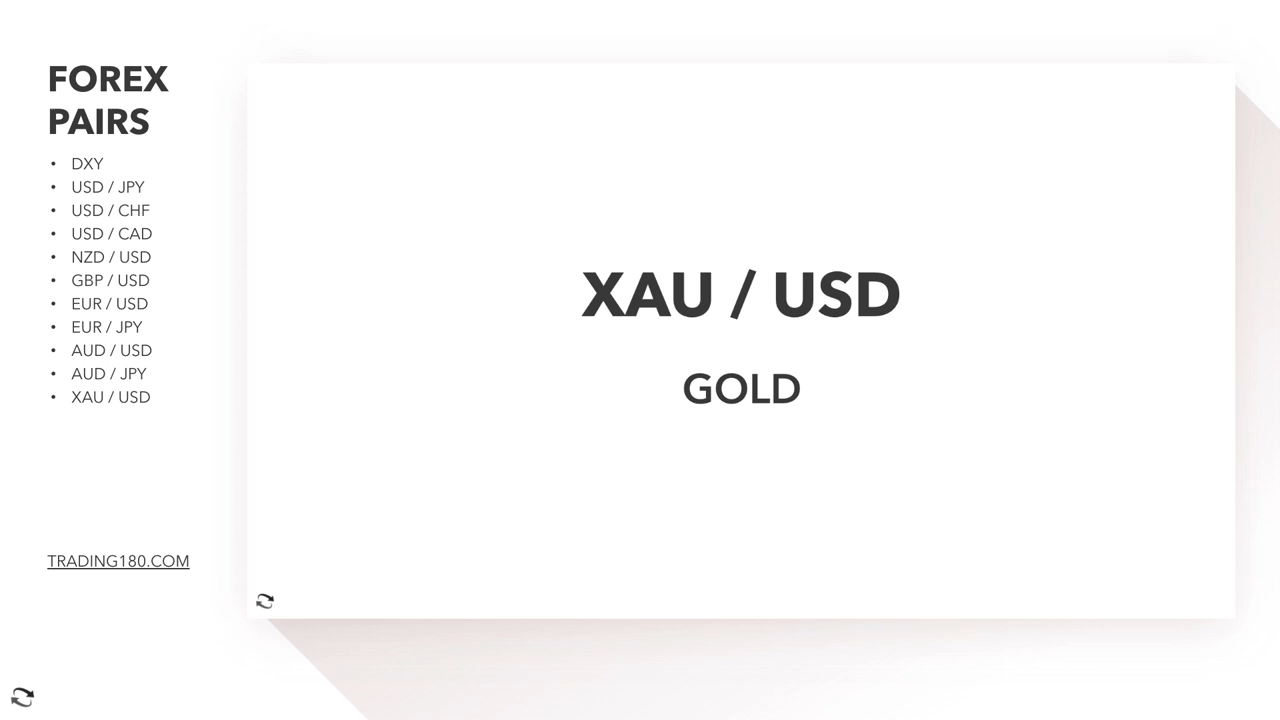 FOREX
PAIRS
• DXY
• USD / JPY
• USD / CHF
• USD / CAD
• NZD / USD
• GBP / USD
• EUR / USD
• EUR / JPY
• AUD / USD
• AUD / JPY
• XAU / USD
TRADING180.COM
XAU / USD
GOLD